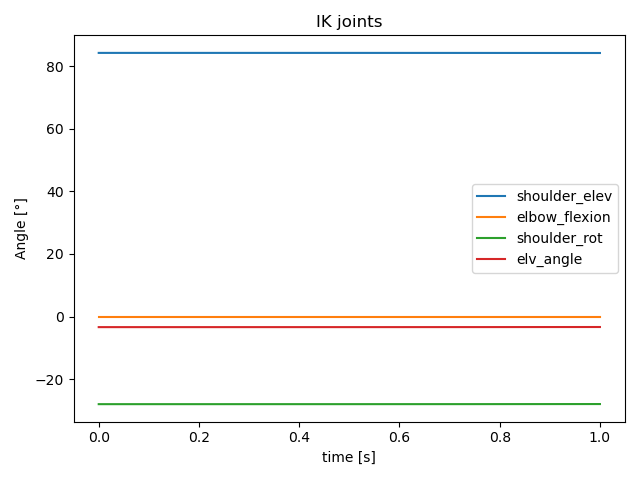 IK joints
80
60
40
20
0
−20
Angle [°]
shoulder_elev
elbow_flexion
shoulder_rot
elv_angle
0.0 0.2 0.4 0.6 0.8 1.0
time [s]